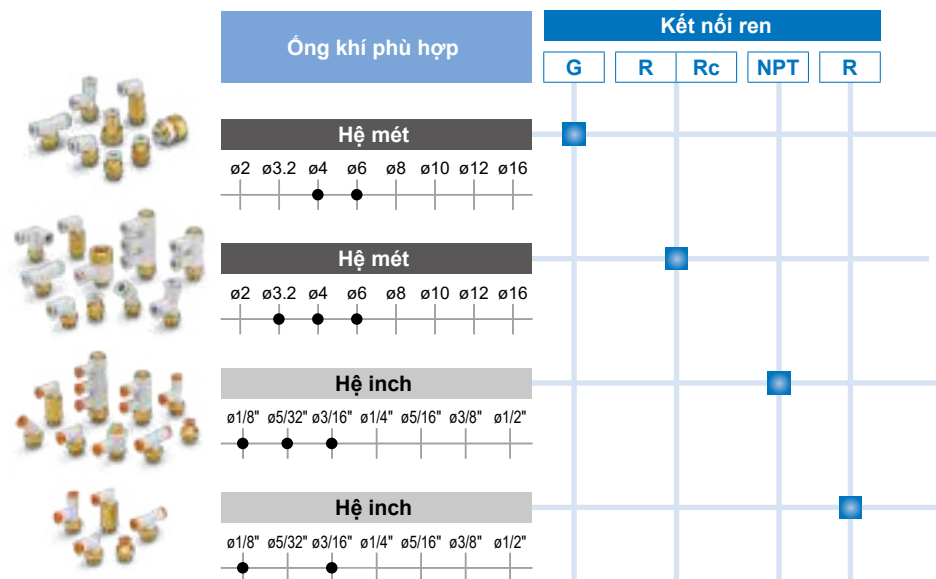 Ống khí phù hợp
Kết nối ren
G R Rc NPT R
Hệ mét
ø2 ø3.2 ø4 ø6 ø8 ø10 ø12 ø16
Hệ mét
ø2 ø3.2 ø4 ø6 ø8 ø10 ø12 ø16
Hệ inch
ø1/8" ø5/32" ø3/16" ø1/4" ø5/16" ø3/8" ø1/2"
Hệ inch
ø1/8" ø5/32" ø3/16" ø1/4" ø5/16" ø3/8" ø1/2"